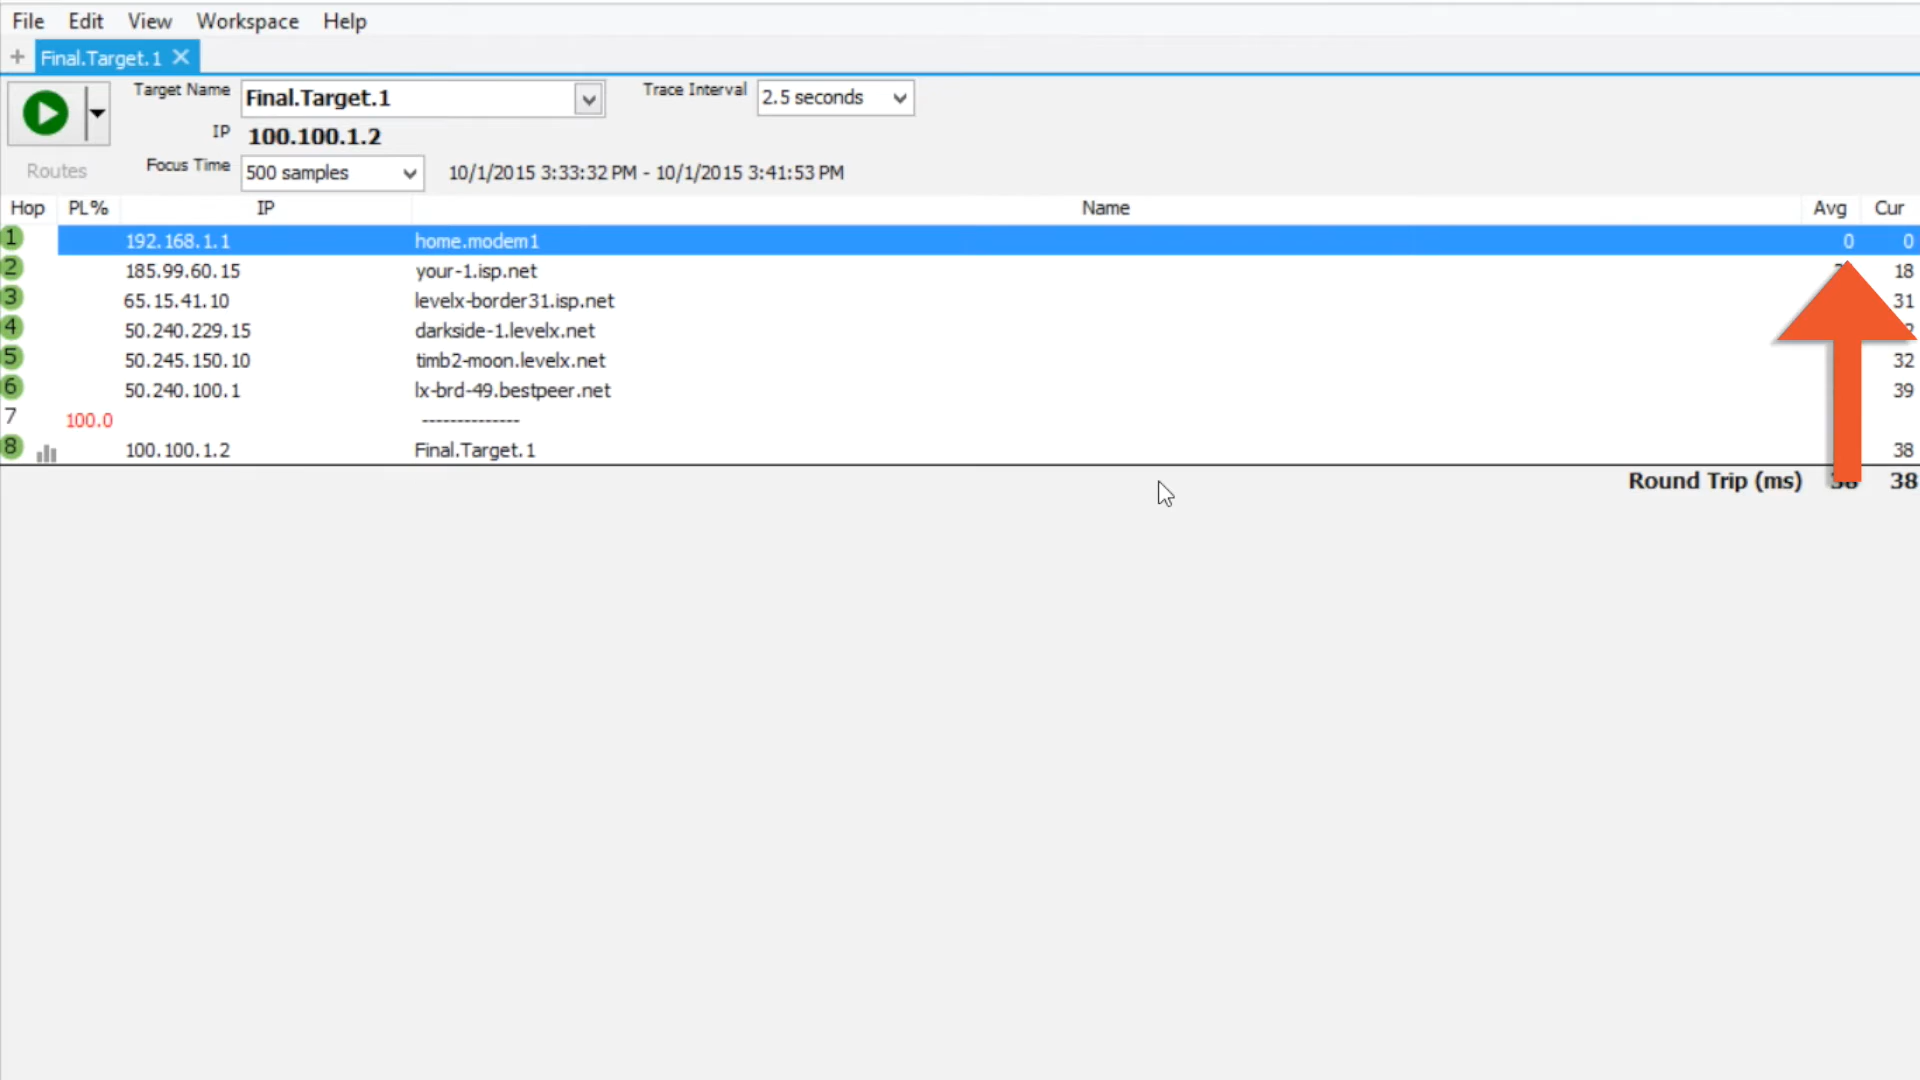 File Edit View Workspace Help
+ Final.Target.1 ✕
Target Name Final.Target.1 Trace Interval 2.5 seconds
IP 100.100.1.2
Routes Focus Time 500 samples 10/1/2015 3:33:32 PM - 10/1/2015 3:41:53 PM
Hop PL% IP Name Avg Cur
1 192.168.1.1 home.modem1 0 0
2 185.99.60.15 your-1.isp.net 18
3 65.15.41.10 levelx-border31.isp.net 31
4 50.240.229.15 darkside-1.levelx.net
5 50.245.150.10 timb2-moon.levelx.net 32
6 50.240.100.1 lx-brd-49.bestpeer.net 39
7 100.0 --------------
8 100.100.1.2 Final.Target.1 38
Round Trip (ms) 38